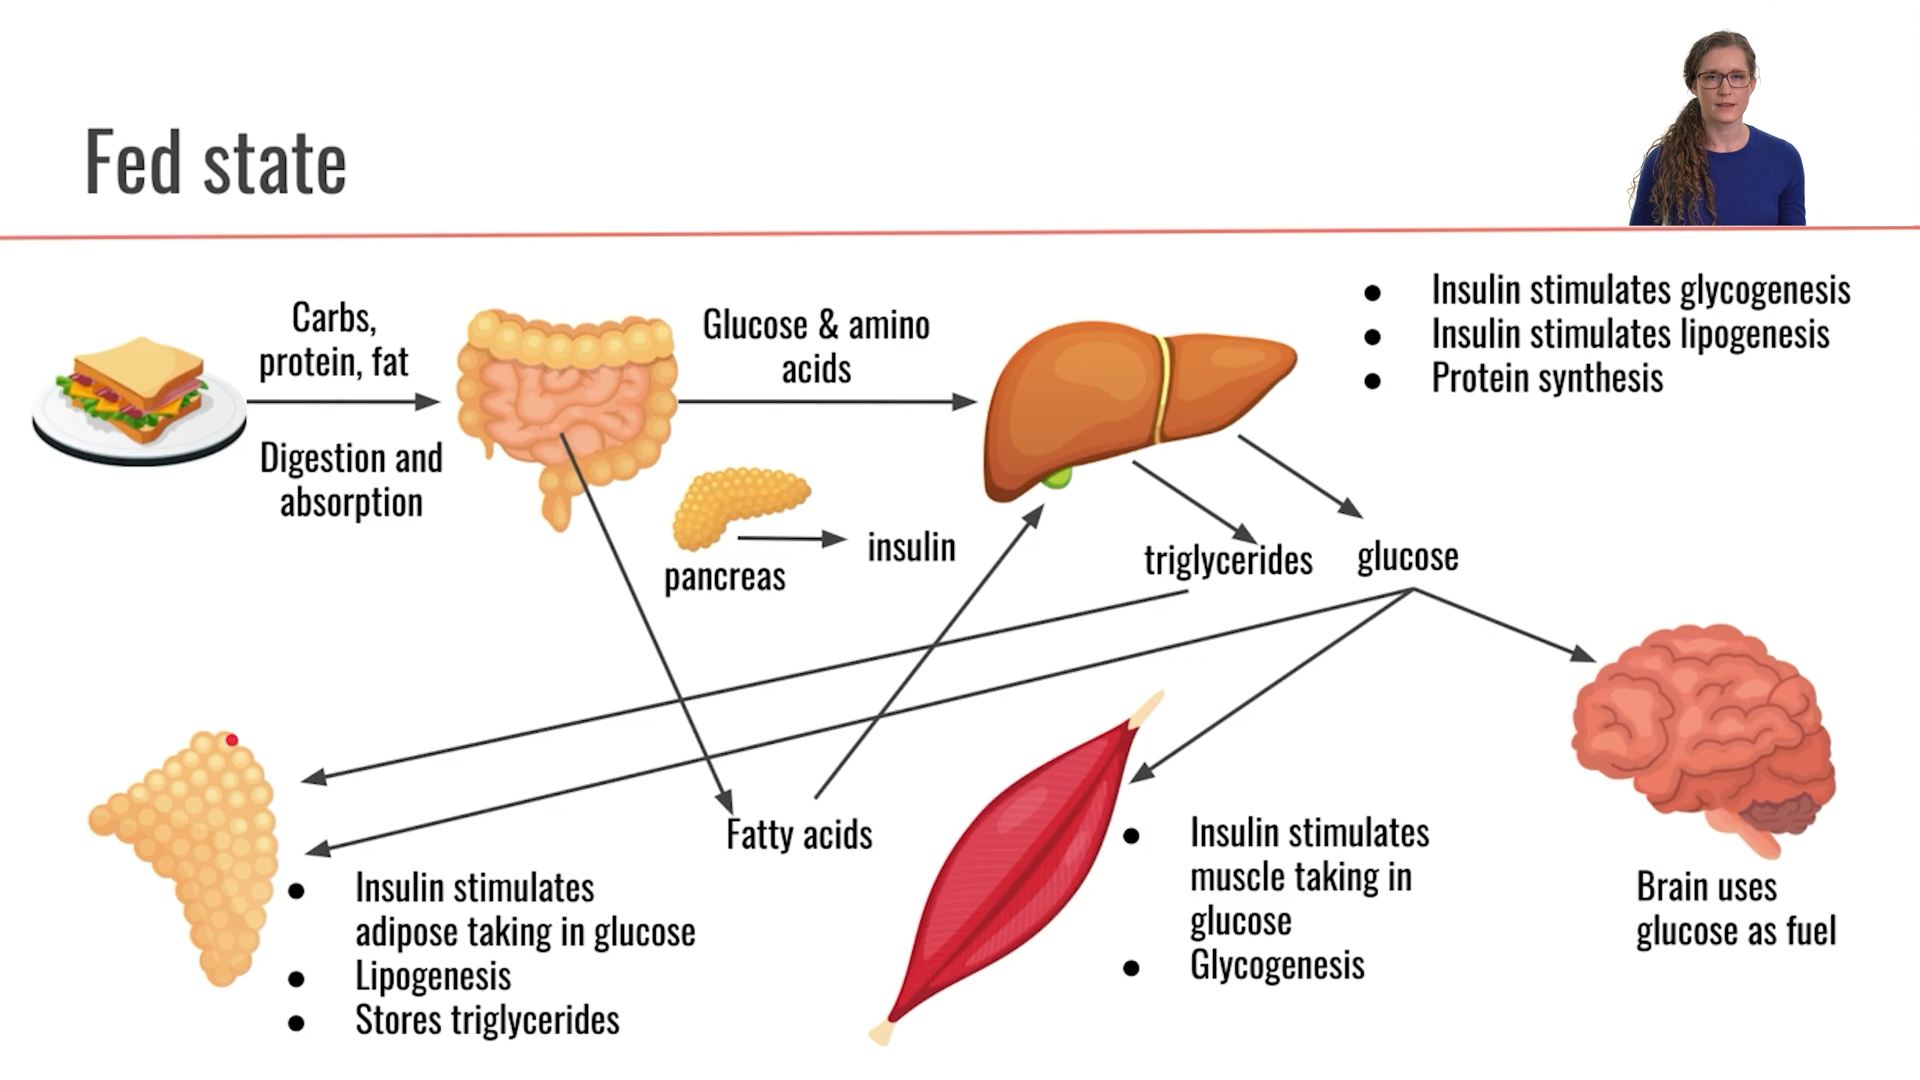 Fed state
Carbs,
protein, fat
Digestion and
absorption
Glucose & amino
acids
● Insulin stimulates glycogenesis
● Insulin stimulates lipogenesis
● Protein synthesis
pancreas
insulin
triglycerides
glucose
Fatty acids
● Insulin stimulates
adipose taking in glucose
● Lipogenesis
● Stores triglycerides
● Insulin stimulates
muscle taking in
glucose
● Glycogenesis
Brain uses
glucose as fuel